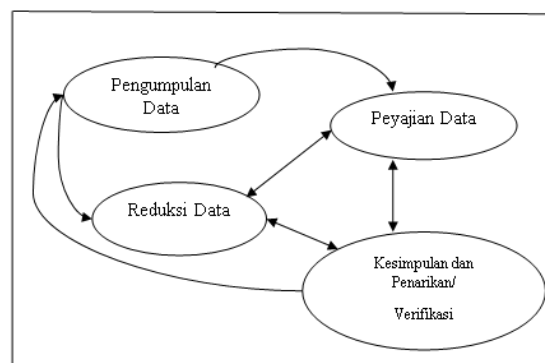 Pengumpulan
Data
Peyajian Data
Reduksi Data
Kesimpulan dan
Penarikan/
Verifikasi